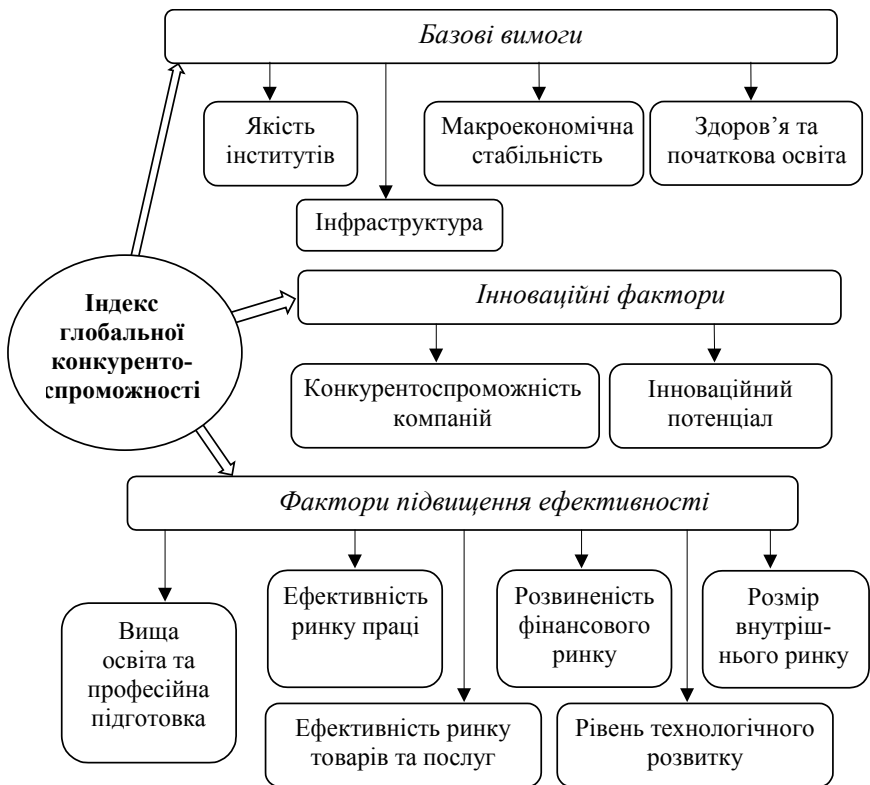 Базові вимоги
Якість
інститутів
Макроекономічна
стабільність
Здоров’я та
початкова освіта
Інфраструктура
Індекс
глобальної
конкуренто-
спроможності
Інноваційні фактори
Конкурентоспроможність
компаній
Інноваційний
потенціал
Фактори підвищення ефективності
Вища
освіта та
професійна
підготовка
Ефективність
ринку праці
Розвиненість
фінансового
ринку
Розмір
внутріш-
нього ринку
Ефективність ринку
товарів та послуг
Рівень технологічного
розвитку